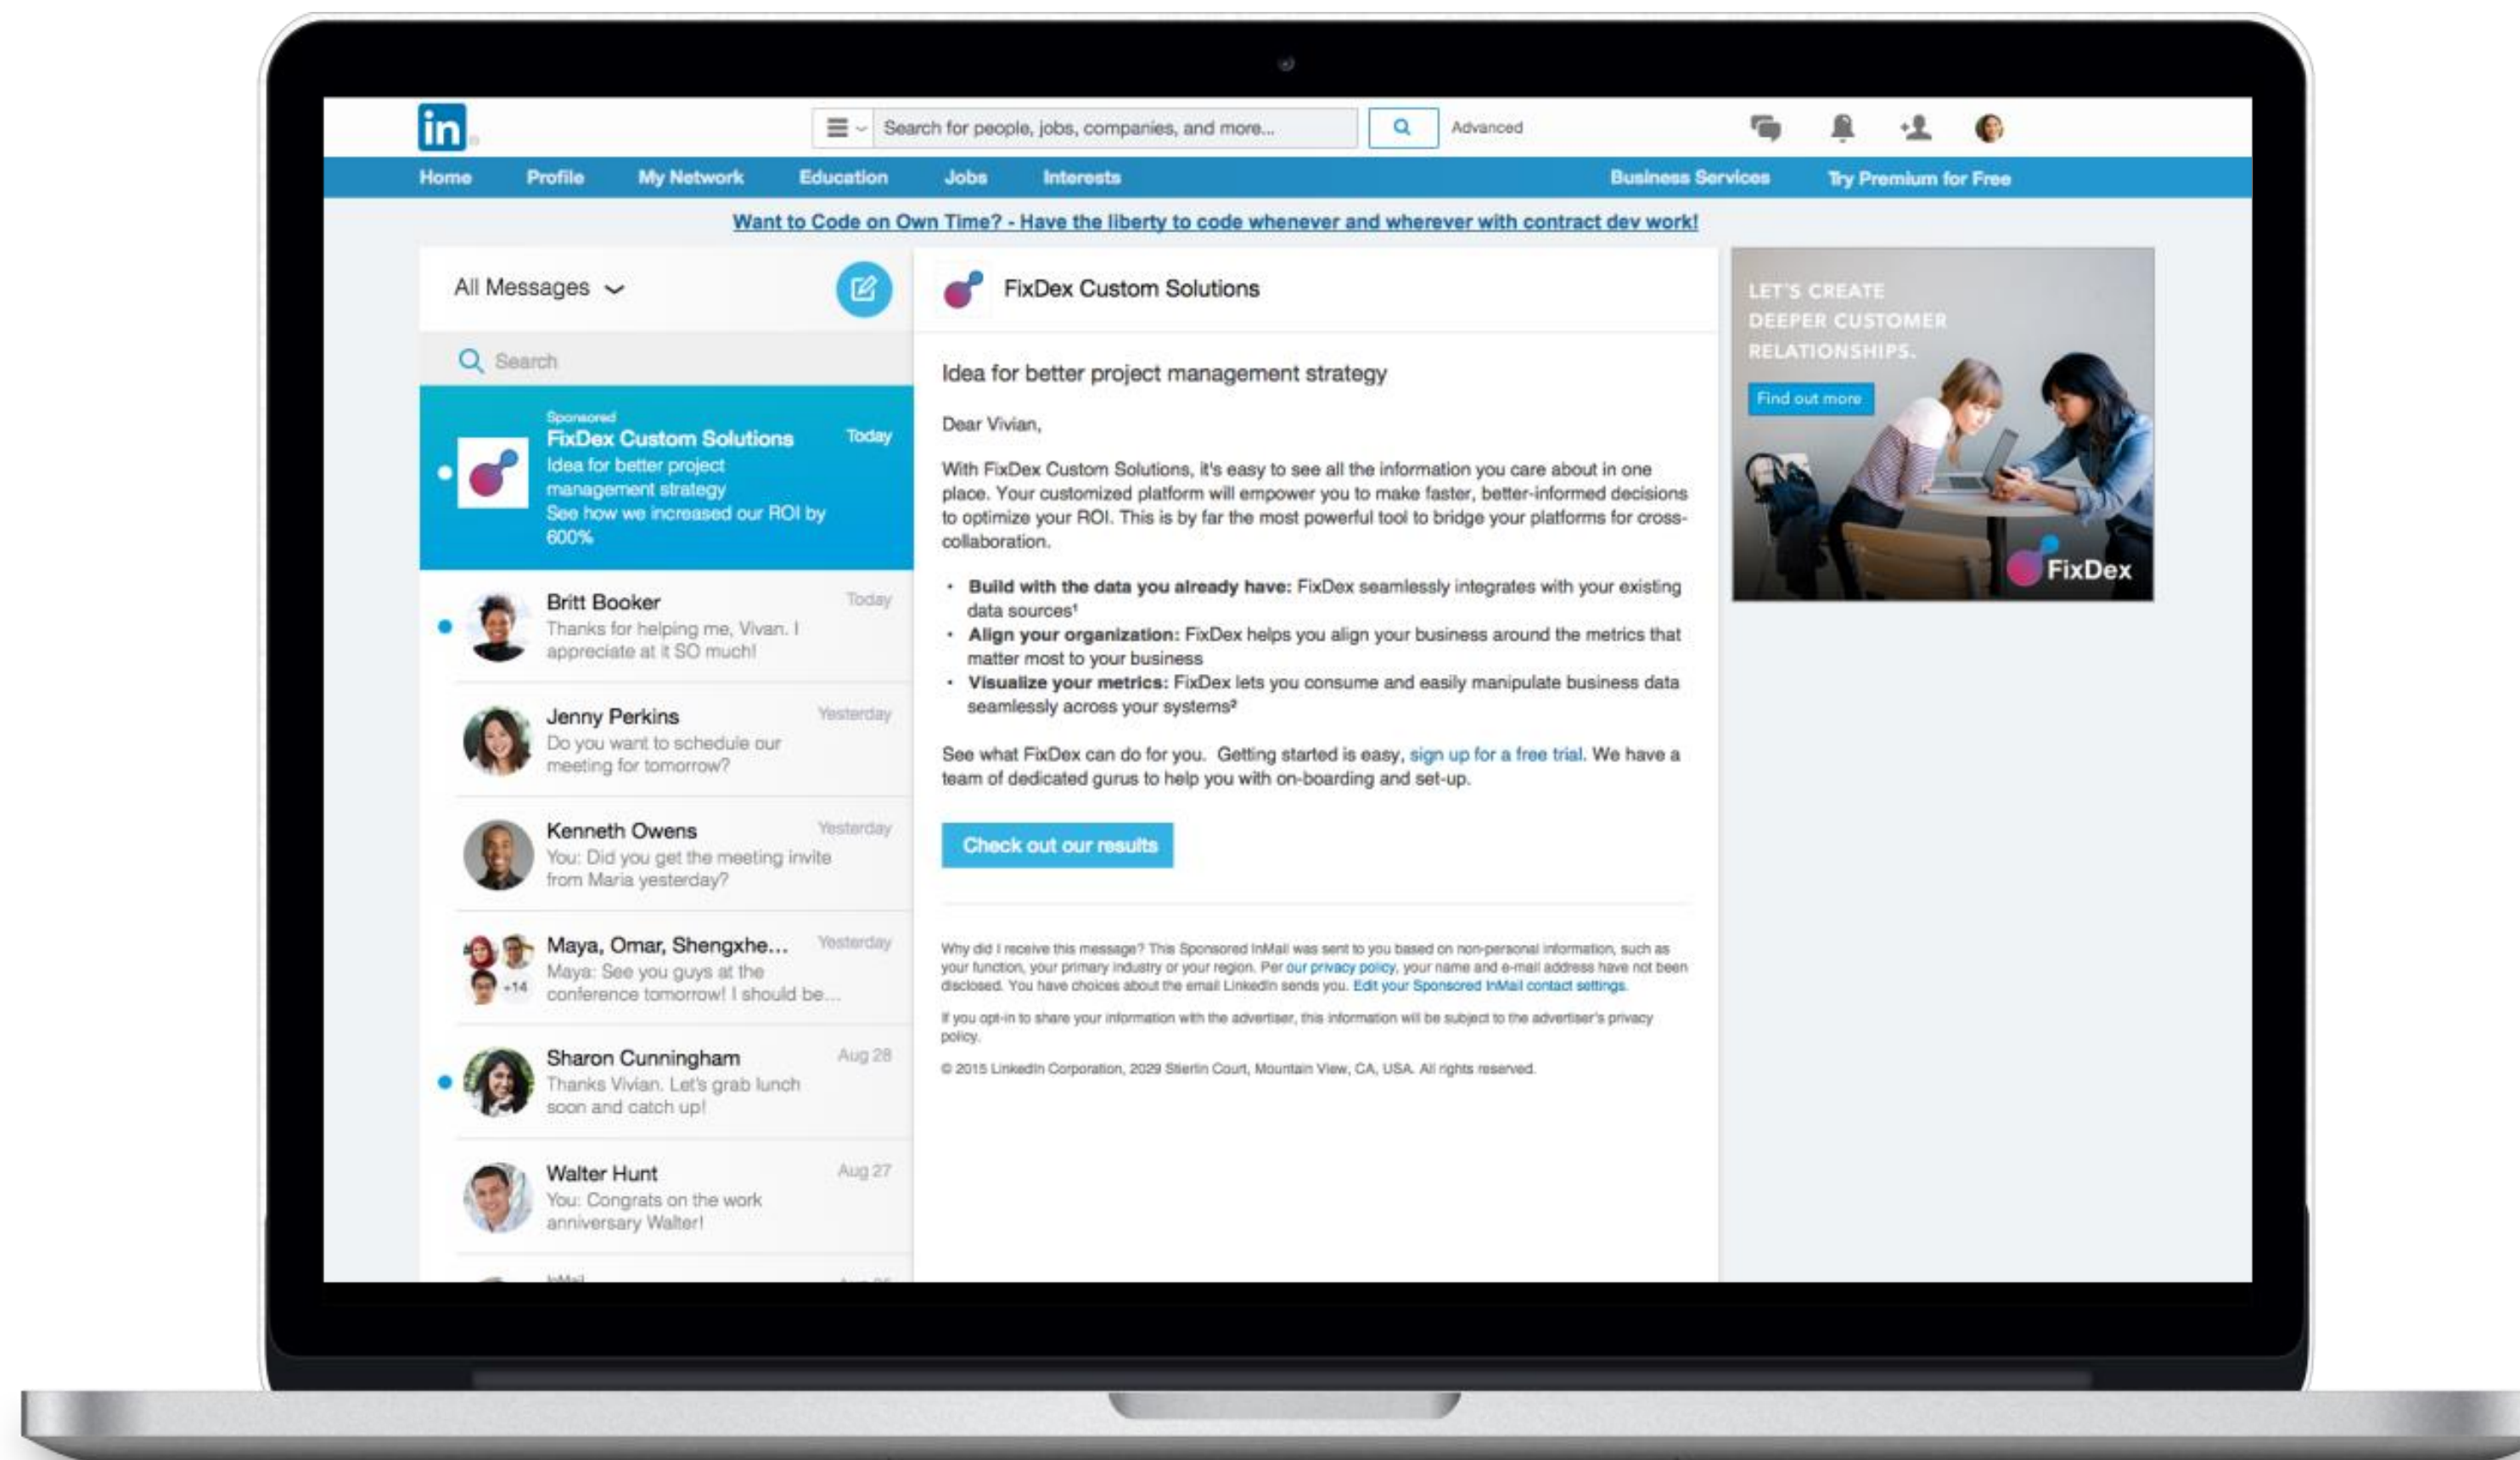 in
Search for people, jobs, companies, and more...
Advanced
Home Profile My Network Education Jobs Interests Business Services Try Premium for Free
Want to Code on Own Time? - Have the liberty to code whenever and wherever with contract dev work!
All Messages
Search
Sponsored
FixDex Custom Solutions Today
Idea for better project
management strategy
See how we increased our ROI by
600%
Britt Booker Today
Thanks for helping me, Vivan. I
appreciate at it SO much!
Jenny Perkins Yesterday
Do you want to schedule our
meeting for tomorrow?
Kenneth Owens Yesterday
You: Did you get the meeting invite
from Maria yesterday?
Maya, Omar, Shengxhe... Yesterday
Maya: See you guys at the
conference tomorrow! I should be...
+14
Sharon Cunningham Aug 28
Thanks Vivian. Let's grab lunch
soon and catch up!
Walter Hunt Aug 27
You: Congrats on the work
anniversary Walter!
InMail
FixDex Custom Solutions
Idea for better project management strategy
Dear Vivian,
With FixDex Custom Solutions, it's easy to see all the information you care about in one
place. Your customized platform will empower you to make faster, better-informed decisions
to optimize your ROI. This is by far the most powerful tool to bridge your platforms for cross-
collaboration.
• Build with the data you already have: FixDex seamlessly integrates with your existing
data sources¹
• Align your organization: FixDex helps you align your business around the metrics that
matter most to your business
• Visualize your metrics: FixDex lets you consume and easily manipulate business data
seamlessly across your systems²
See what FixDex can do for you. Getting started is easy, sign up for a free trial. We have a
team of dedicated gurus to help you with on-boarding and set-up.
Check out our results
Why did I receive this message? This Sponsored InMail was sent to you based on non-personal information, such as
your function, your primary industry or your region. Per our privacy policy, your name and e-mail address have not been
disclosed. You have choices about the email LinkedIn sends you. Edit your Sponsored InMail contact settings.
If you opt-in to share your information with the advertiser, this information will be subject to the advertiser's privacy
policy.
© 2015 LinkedIn Corporation, 2029 Stierlin Court, Mountain View, CA, USA. All rights reserved.
LET'S CREATE
DEEPER CUSTOMER
RELATIONSHIPS.
Find out more
FixDex